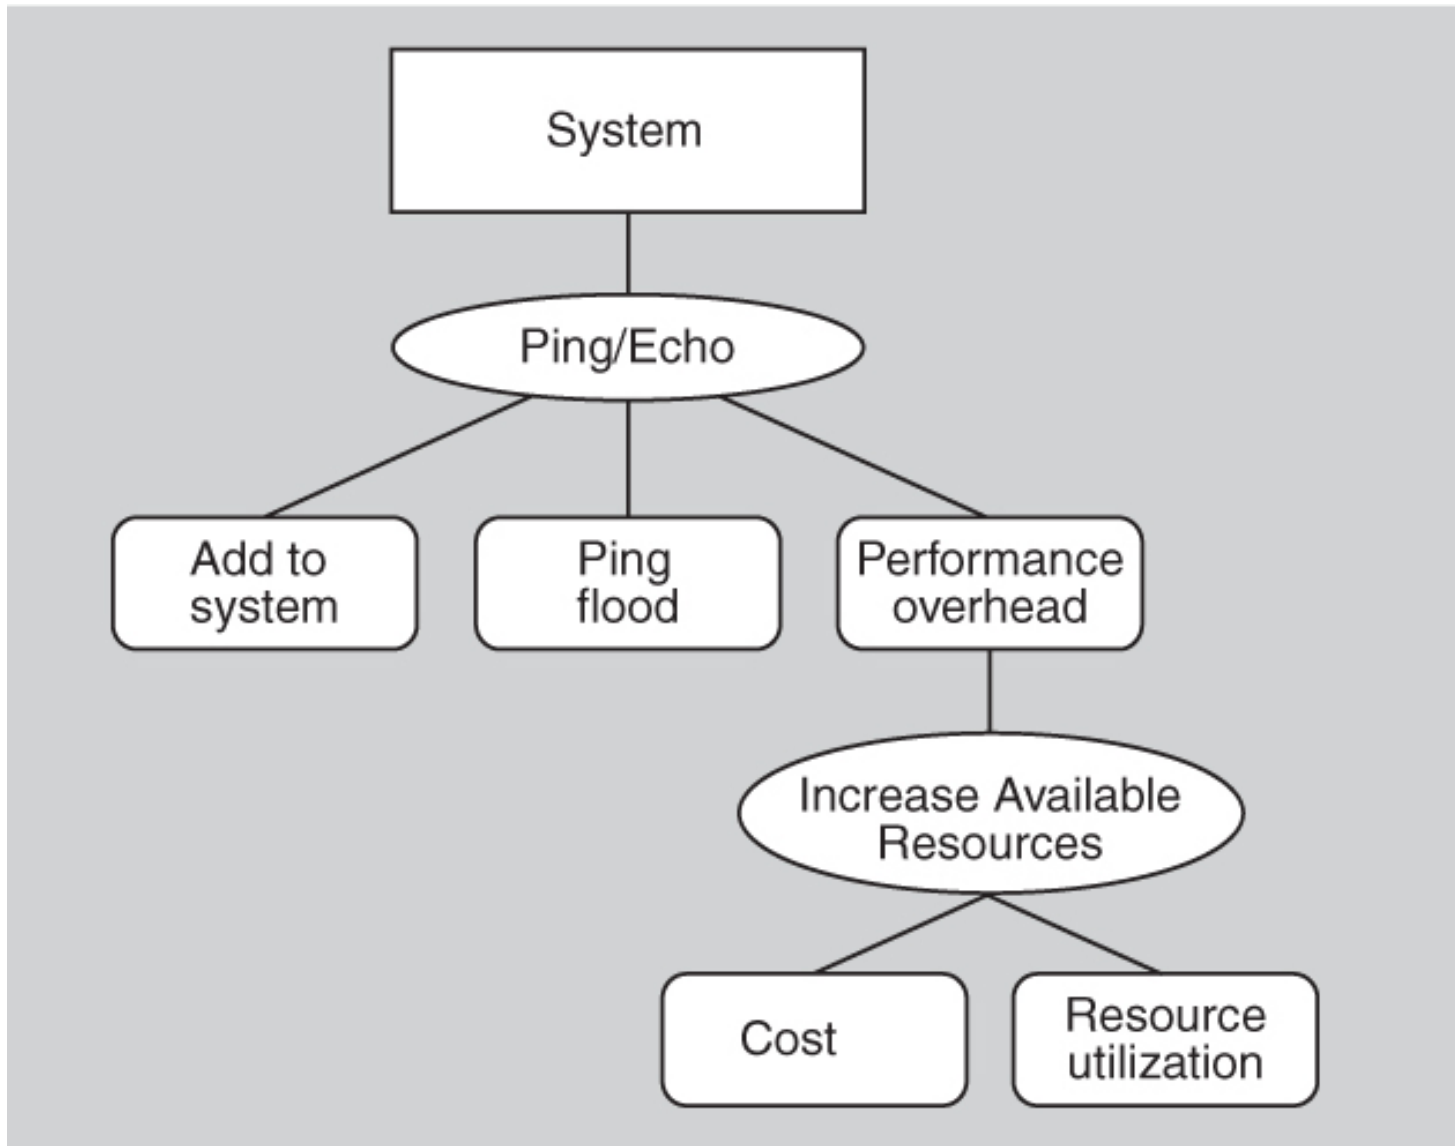 System
Ping/Echo
Add to
system
Ping
flood
Performance
overhead
Increase Available
Resources
Cost
Resource
utilization